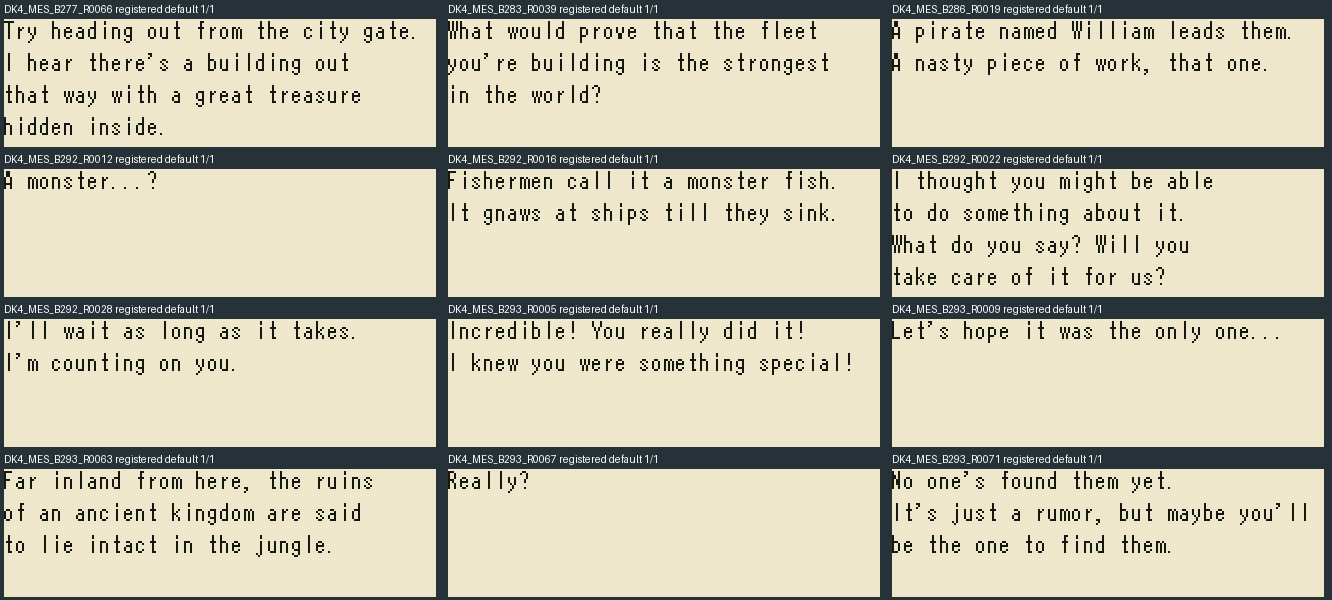 DK4_MES_B277_R0066 registered default 1/1
Try heading out from the city gate.
I hear there's a building out
that way with a great treasure
hidden inside.
DK4_MES_B283_R0039 registered default 1/1
What would prove that the fleet
you're building is the strongest
in the world?
DK4_MES_B286_R0019 registered default 1/1
A pirate named William leads them.
A nasty piece of work, that one.
DK4_MES_B292_R0012 registered default 1/1
A monster...?
DK4_MES_B292_R0016 registered default 1/1
Fishermen call it a monster fish.
It gnaws at ships till they sink.
DK4_MES_B292_R0022 registered default 1/1
I thought you might be able
to do something about it.
What do you say? Will you
take care of it for us?
DK4_MES_B292_R0028 registered default 1/1
I'll wait as long as it takes.
I'm counting on you.
DK4_MES_B293_R0005 registered default 1/1
Incredible! You really did it!
I knew you were something special!
DK4_MES_B293_R0009 registered default 1/1
Let's hope it was the only one...
DK4_MES_B293_R0063 registered default 1/1
Far inland from here, the ruins
of an ancient kingdom are said
to lie intact in the jungle.
DK4_MES_B293_R0067 registered default 1/1
Really?
DK4_MES_B293_R0071 registered default 1/1
No one's found them yet.
It's just a rumor, but maybe you'll
be the one to find them.